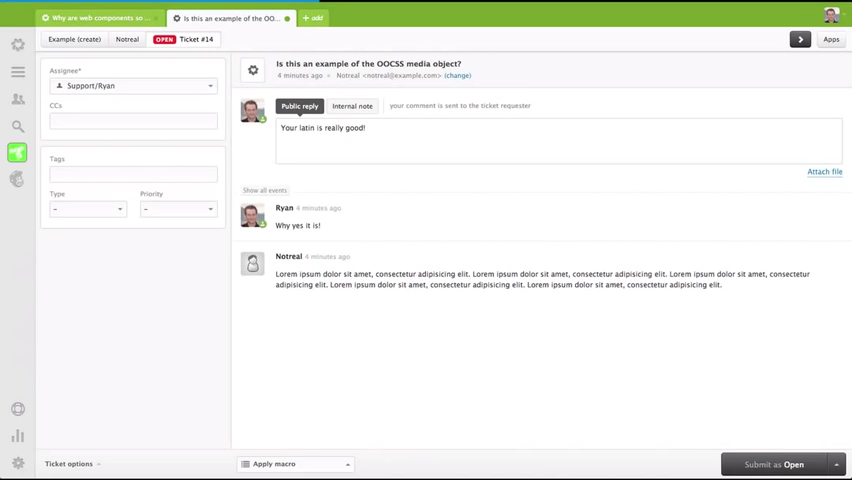 Why are web components so ...
Is this an example of the OOC...
+ add
Example (create)
Notreal
OPEN Ticket #14
Apps
Assignee*
Support/Ryan
CCs
Tags
Type
Priority
-
-
Is this an example of the OOCSS media object?
4 minutes ago
Notreal <notreal@example.com> (change)
Public reply
Internal note
your comment is sent to the ticket requester
Your latin is really good!
Attach file
Show all events
Ryan 4 minutes ago
Why yes it is!
Notreal 4 minutes ago
Lorem ipsum dolor sit amet, consectetur adipisicing elit. Lorem ipsum dolor sit amet, consectetur adipisicing elit. Lorem ipsum dolor sit amet, consectetur
adipisicing elit. Lorem ipsum dolor sit amet, consectetur adipisicing elit. Lorem ipsum dolor sit amet, consectetur adipisicing elit.
Ticket options
Apply macro
Submit as Open